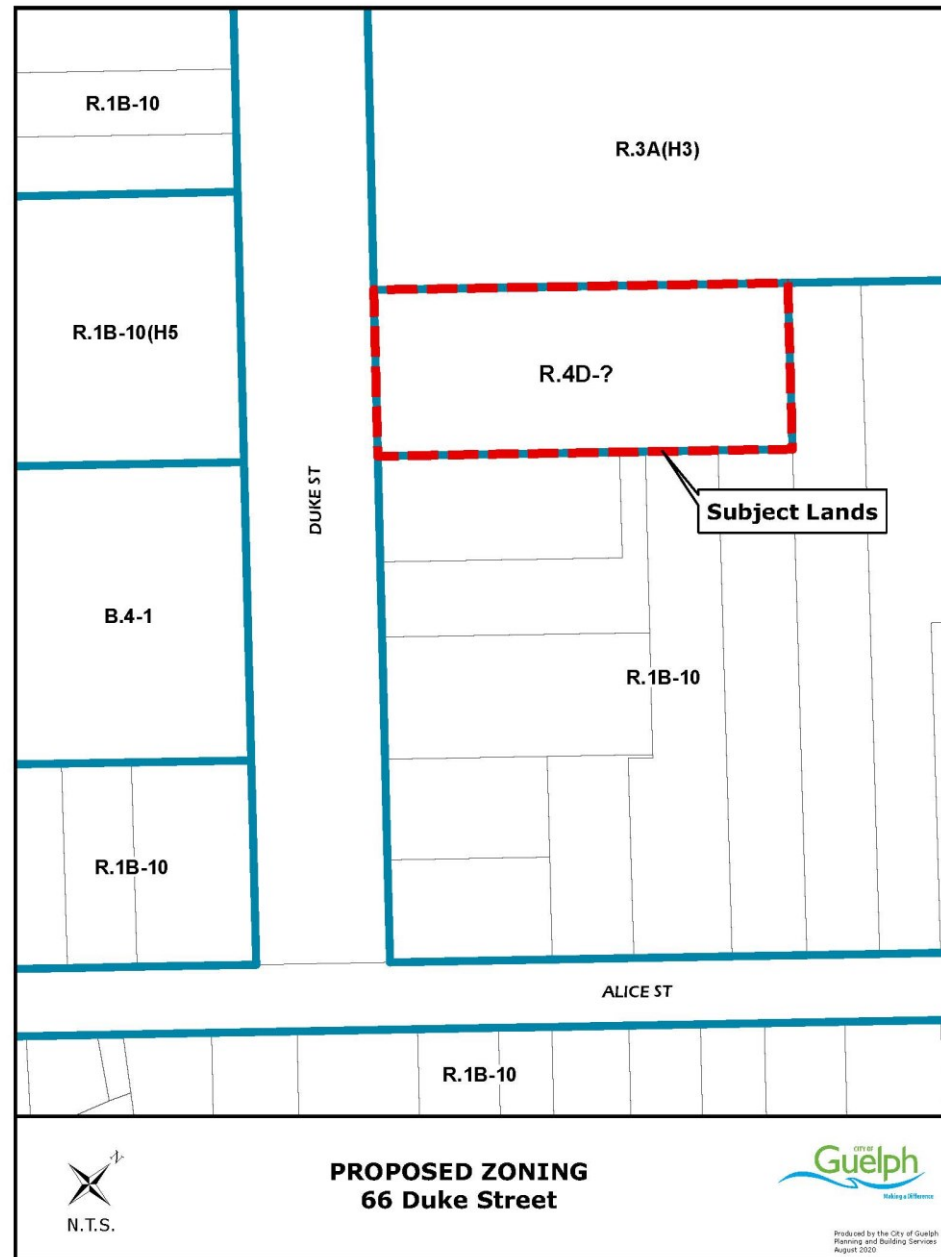 R.1B-10
R.3A(H3)
R.1B-10(H5
R.4D-?
DUKE ST
Subject Lands
B.4-1
R.1B-10
R.1B-10
ALICE ST
R.1B-10
N
N.T.S.
PROPOSED ZONING
66 Duke Street
CITY OF
Guelph
Making a Difference
Produced by the City of Guelph
Planning and Building Services
August 2020